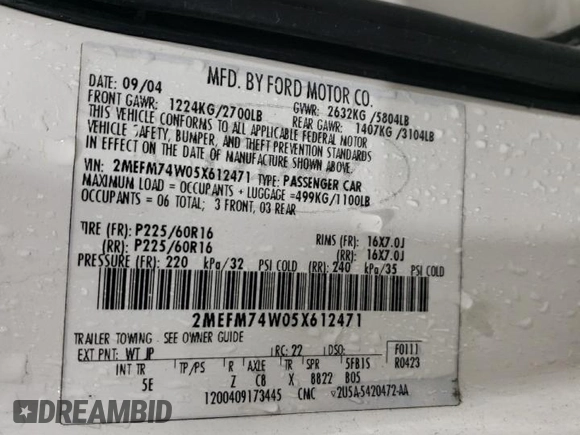 MFD. BY FORD MOTOR CO.
DATE: 09/04
FRONT GAWR: 1224KG/2700LB
GVWR: 2632KG/5804LB
REAR GAWR: 1407KG/3104LB
THIS VEHICLE CONFORMS TO ALL APPLICABLE FEDERAL MOTOR
VEHICLE SAFETY, BUMPER, AND THEFT PREVENTION STANDARDS
IN EFFECT ON THE DATE OF MANUFACTURE SHOWN ABOVE.
VIN: 2MEFM74W05X612471 TYPE: PASSENGER CAR
MAXIMUM LOAD = OCCUPANTS + LUGGAGE =499KG/1100LB
OCCUPANTS = 06 TOTAL; 3 FRONT, 03 REAR
TIRE (FR): P225/60R16 RINS (FR): 16X7.0J
(RR): P225/60R16 (RR): 16X7.0J
PRESSURE (FR): 220 kPa/32 PSI COLD (RR): 240 kPa/35 PSI COLD
2MEFM74W05X612471
TRAILER TOWING - SEE OWNER GUIDE
EXT PNT: WT JP RC: 22 DSO: F0111
R0423
INT TR TP/PS R AXLE TR SPR 5FB15
5E Z C8 X 8822 B05
1200409173445 CMC 2U5A-5420472-AA
DREAMBID